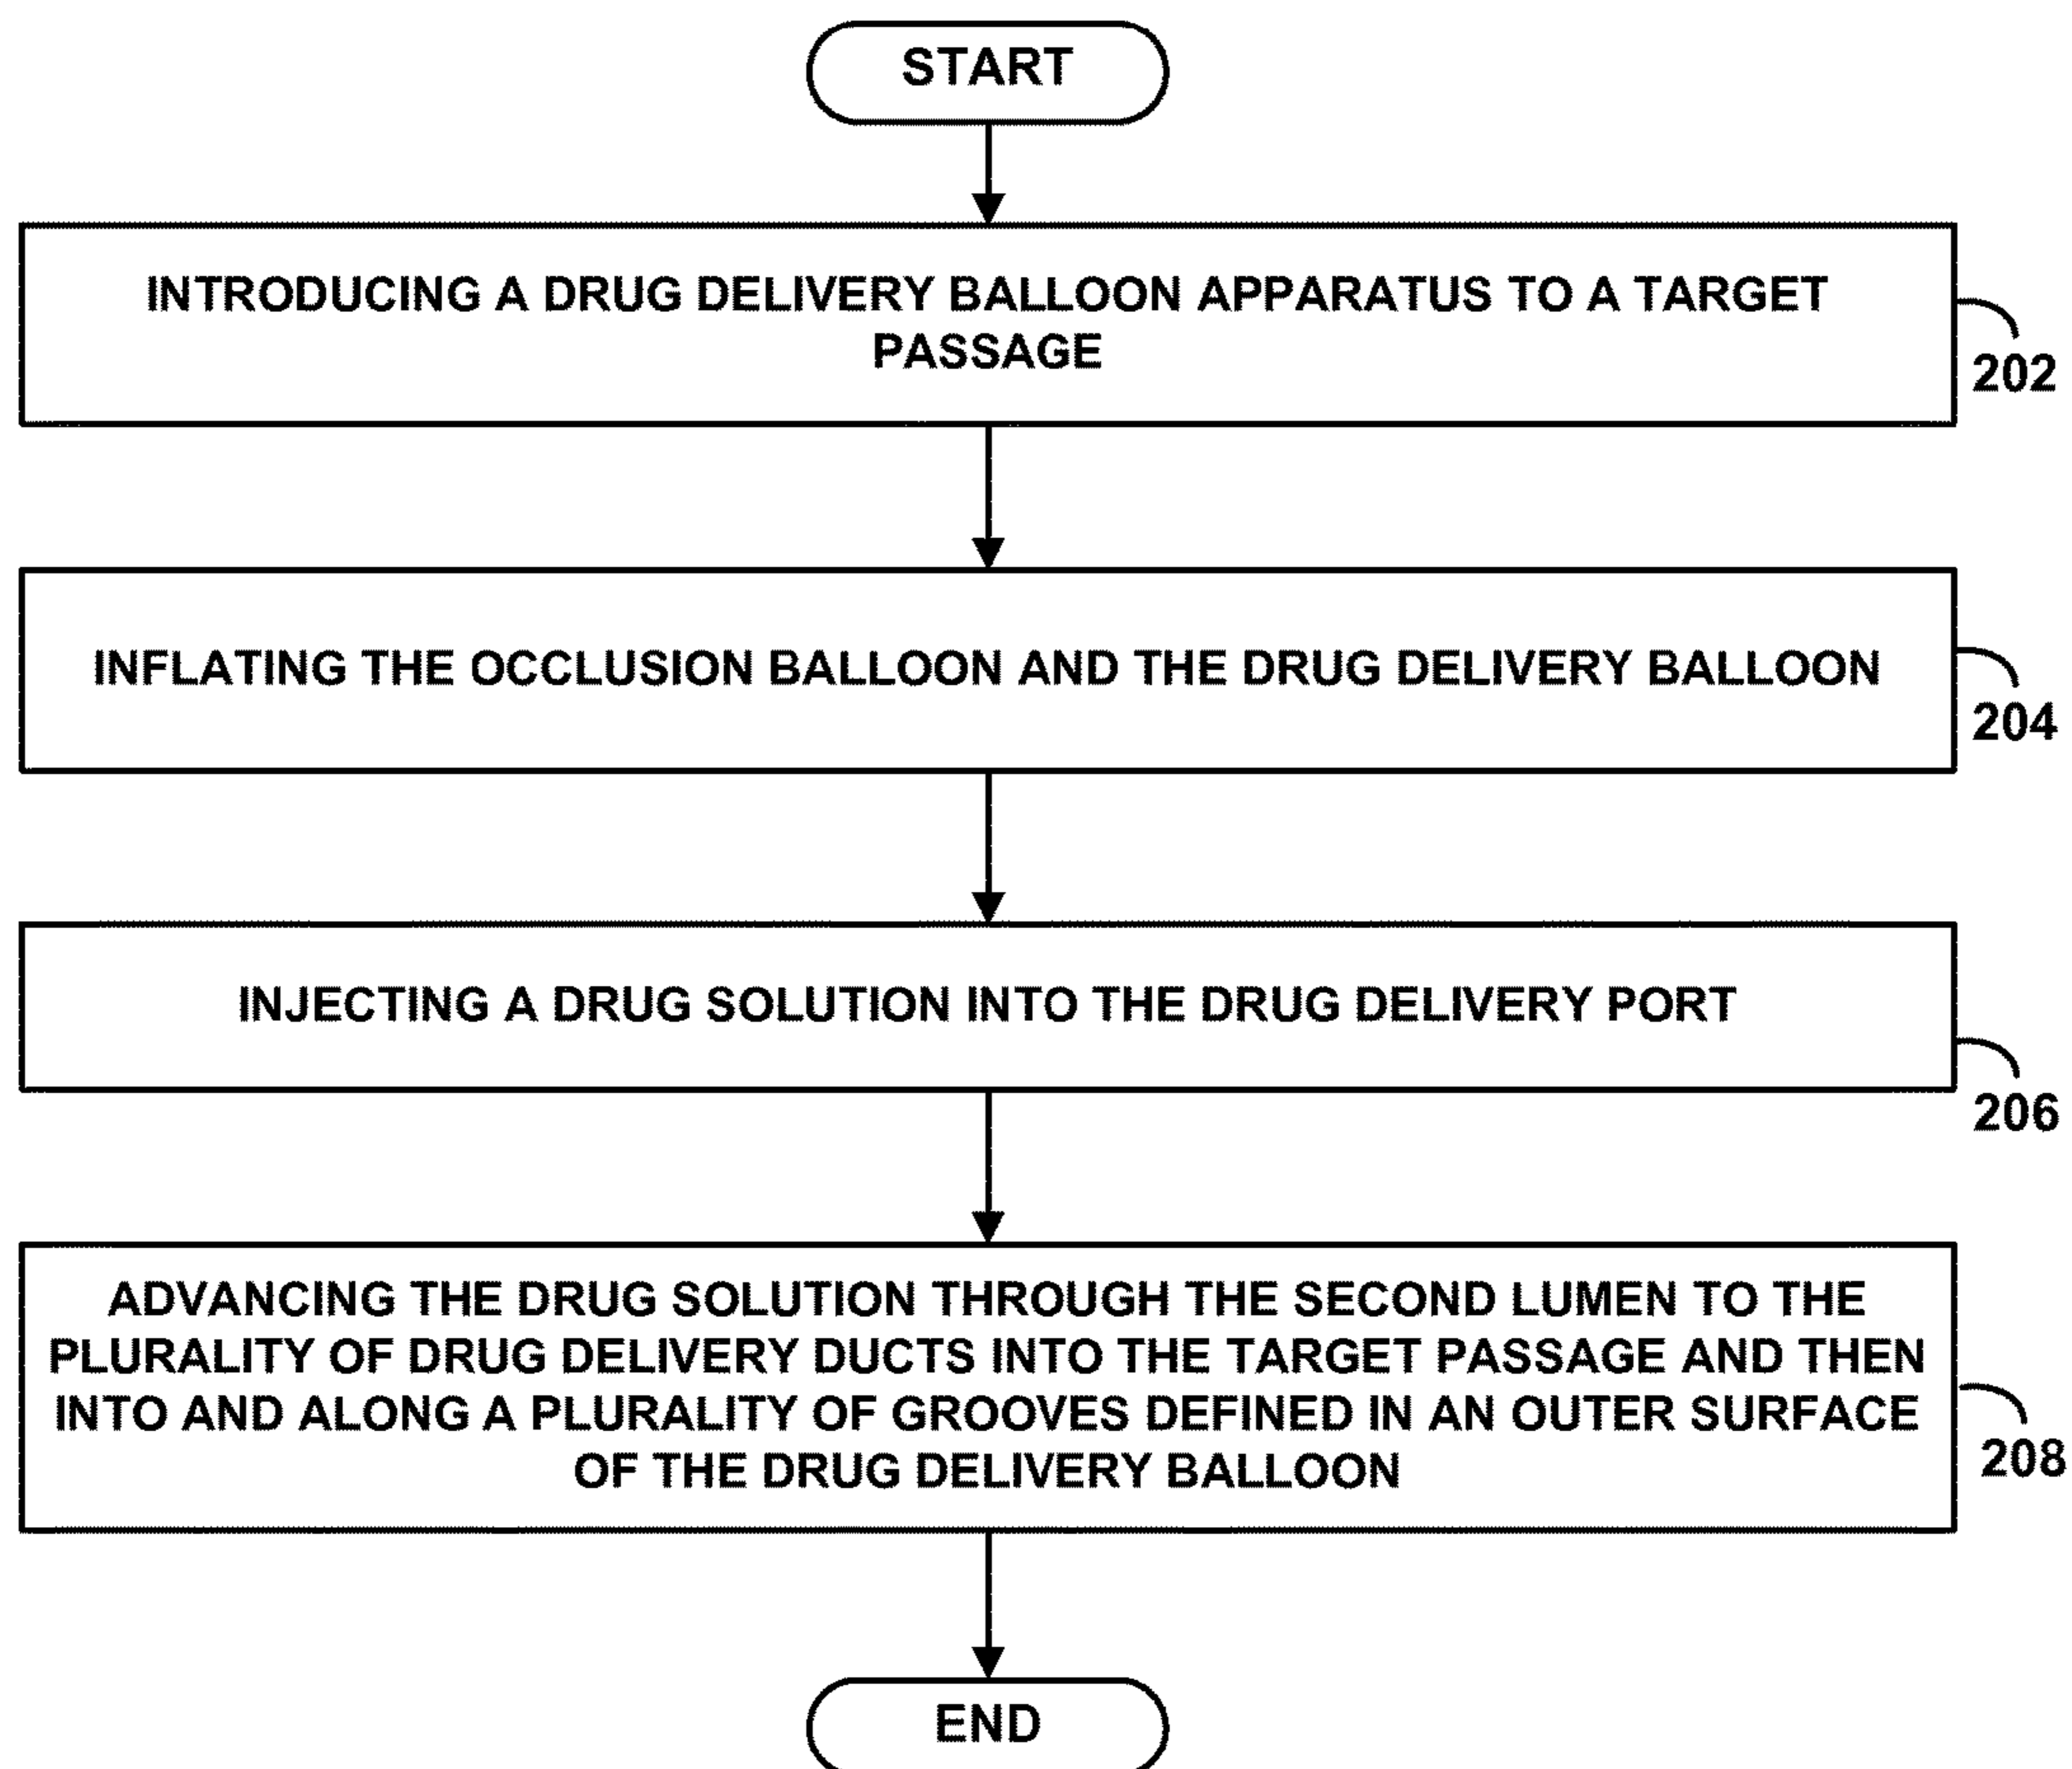 START
INTRODUCING A DRUG DELIVERY BALLOON APPARATUS TO A TARGET
PASSAGE
202
INFLATING THE OCCLUSION BALLOON AND THE DRUG DELIVERY BALLOON
204
INJECTING A DRUG SOLUTION INTO THE DRUG DELIVERY PORT
206
ADVANCING THE DRUG SOLUTION THROUGH THE SECOND LUMEN TO THE
PLURALITY OF DRUG DELIVERY DUCTS INTO THE TARGET PASSAGE AND THEN
INTO AND ALONG A PLURALITY OF GROOVES DEFINED IN AN OUTER SURFACE
OF THE DRUG DELIVERY BALLOON
208
END